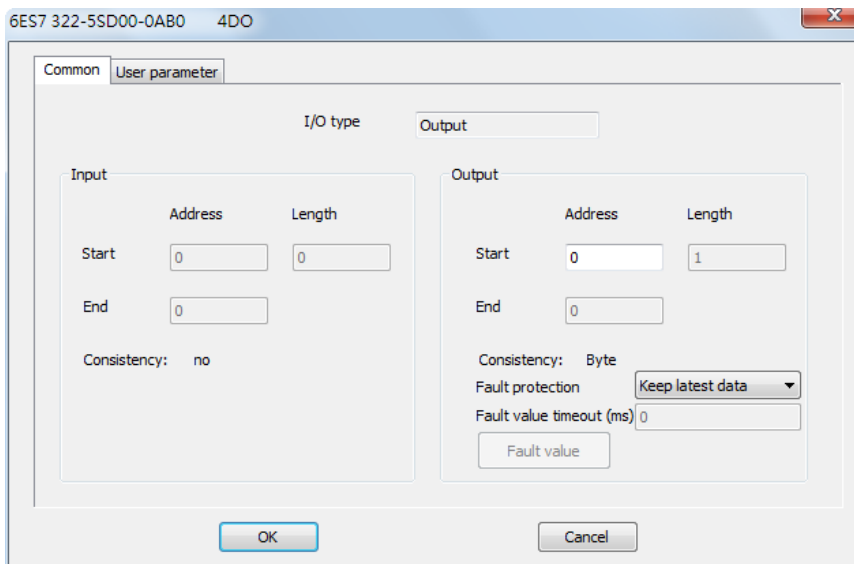 6ES7 322-5SD00-0AB0 4DO
Common User parameter
I/O type Output
Input
Address Length
Start 0 0
End 0
Consistency: no
Output
Address Length
Start 0 1
End 0
Consistency: Byte
Fault protection Keep latest data
Fault value timeout (ms) 0
Fault value
OK Cancel